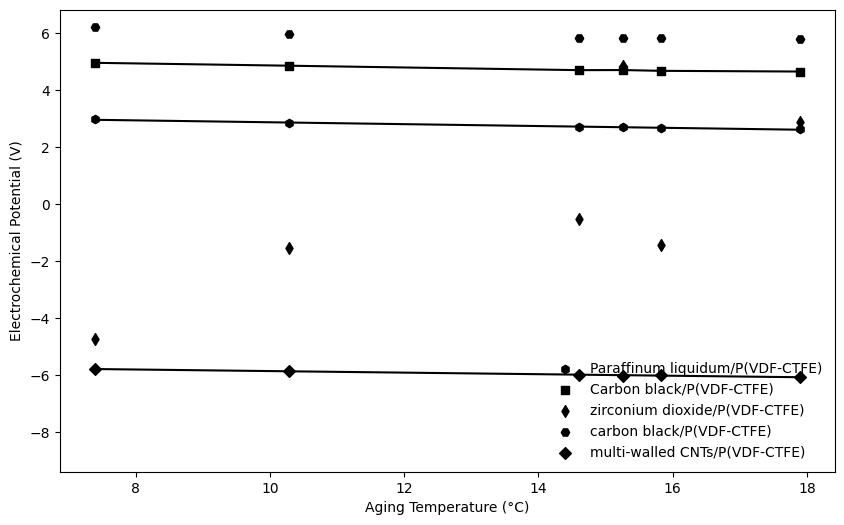 6
4
2
0
−2
−4
−6
−8
Electrochemical Potential (V)
Paraffinum liquidum/P(VDF-CTFE)
Carbon black/P(VDF-CTFE)
zirconium dioxide/P(VDF-CTFE)
carbon black/P(VDF-CTFE)
multi-walled CNTs/P(VDF-CTFE)
8 10 12 14 16 18
Aging Temperature (°C)